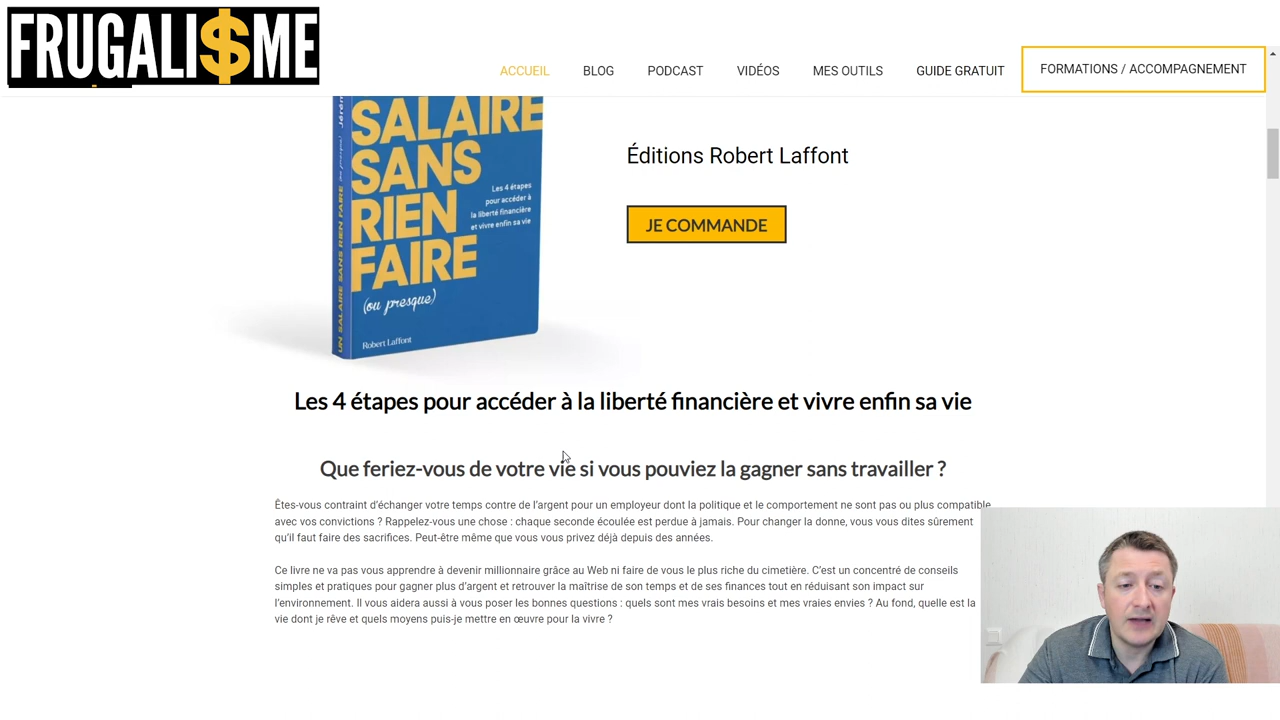 FRUGALI$ME
ACCUEIL BLOG PODCAST VIDÉOS MES OUTILS GUIDE GRATUIT FORMATIONS / ACCOMPAGNEMENT
SALAIRE
SANS
RIEN
FAIRE
(ou presque)
Les 4 étapes
pour accéder à
la liberté financière
et vivre enfin sa vie
Robert Laffont
UN SALAIRE SANS RIEN FAIRE (ou presque) Jérôm
Éditions Robert Laffont
JE COMMANDE
Les 4 étapes pour accéder à la liberté financière et vivre enfin sa vie
Que feriez-vous de votre vie si vous pouviez la gagner sans travailler ?
Êtes-vous contraint d’échanger votre temps contre de l’argent pour un employeur dont la politique et le comportement ne sont pas ou plus compatible
avec vos convictions ? Rappelez-vous une chose : chaque seconde écoulée est perdue à jamais. Pour changer la donne, vous vous dites sûrement
qu’il faut faire des sacrifices. Peut-être même que vous vous privez déjà depuis des années.
Ce livre ne va pas vous apprendre à devenir millionnaire grâce au Web ni faire de vous le plus riche du cimetière. C’est un concentré de conseils
simples et pratiques pour gagner plus d’argent et retrouver la maîtrise de son temps et de ses finances tout en réduisant son impact sur
l’environnement. Il vous aidera aussi à vous poser les bonnes questions : quels sont mes vrais besoins et mes vraies envies ? Au fond, quelle est la
vie dont je rêve et quels moyens puis-je mettre en œuvre pour la vivre ?